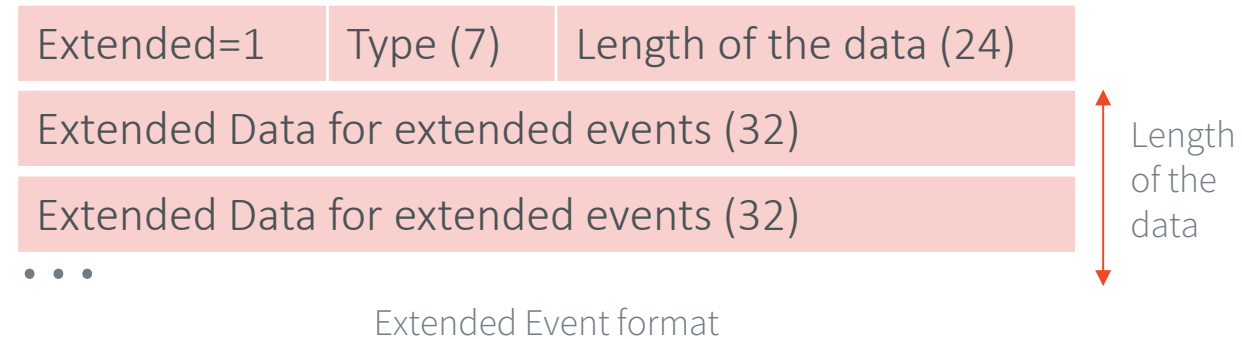 Extended=1 Type (7) Length of the data (24)
Extended Data for extended events (32)
Extended Data for extended events (32)
• • •
Length
of the
data
Extended Event format